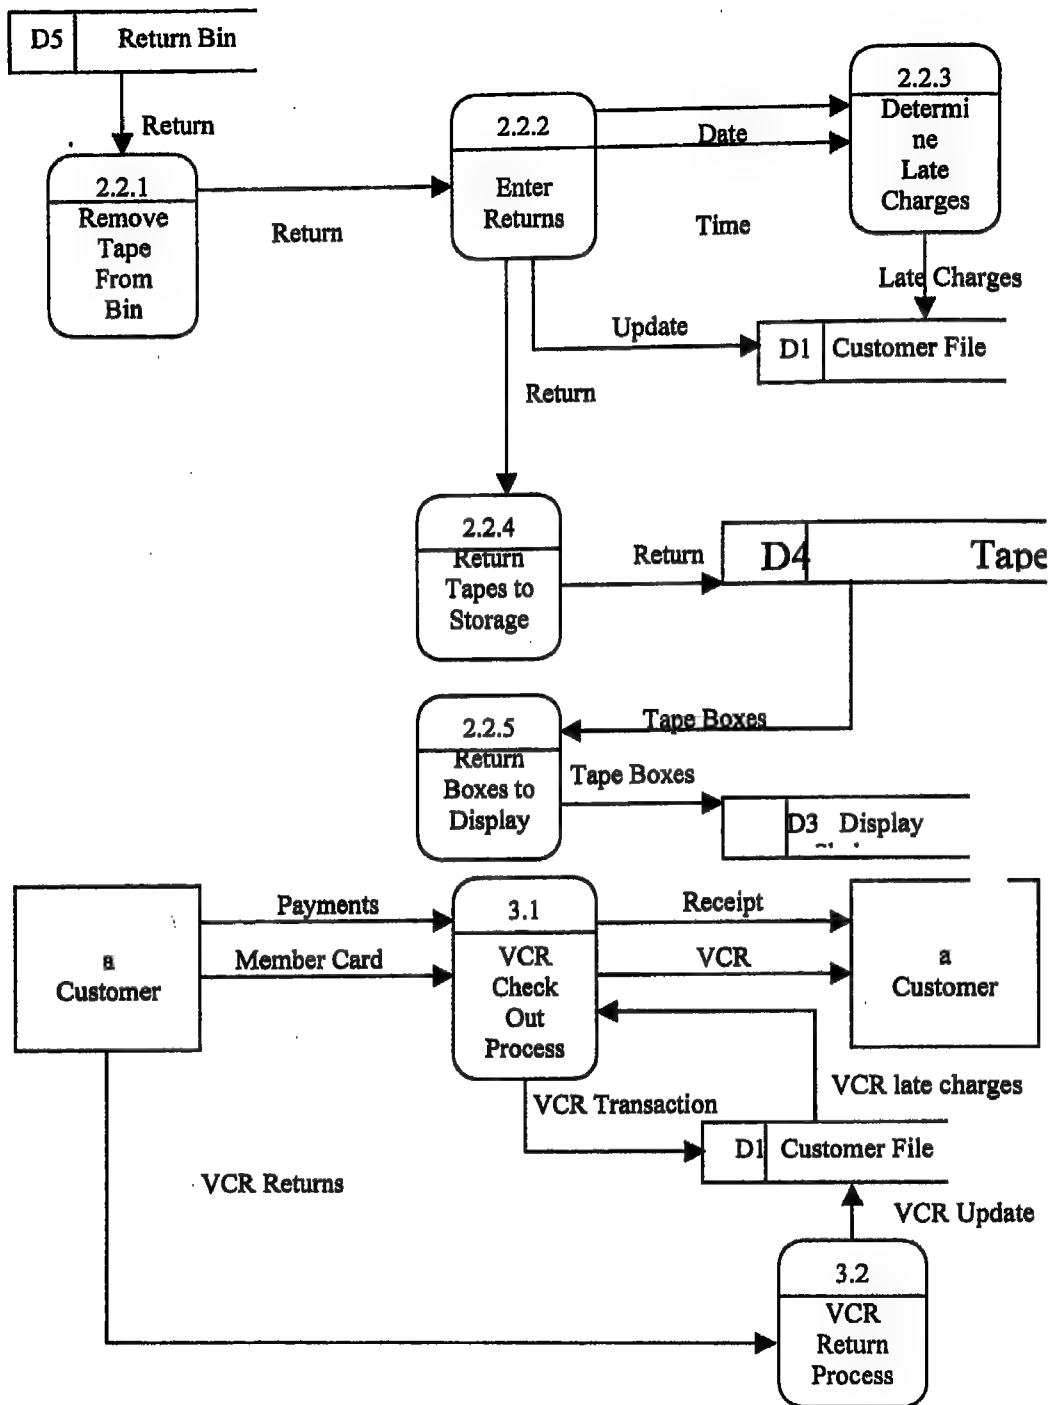 D5 Return Bin
Return
2.2.1
Remove
Tape
From
Bin
Return
2.2.2
Enter
Returns
Date
Time
2.2.3
Determi
ne
Late
Charges
Late Charges
Update
D1 Customer File
Return
2.2.4
Return
Tapes to
Storage
Return
D4 Tape
Tape Boxes
2.2.5
Return
Boxes to
Display
Tape Boxes
D3 Display
a
Customer
Payments
Member Card
3.1
VCR
Check
Out
Process
Receipt
VCR
a
Customer
VCR late charges
VCR Transaction
D1 Customer File
VCR Returns
VCR Update
3.2
VCR
Return
Process